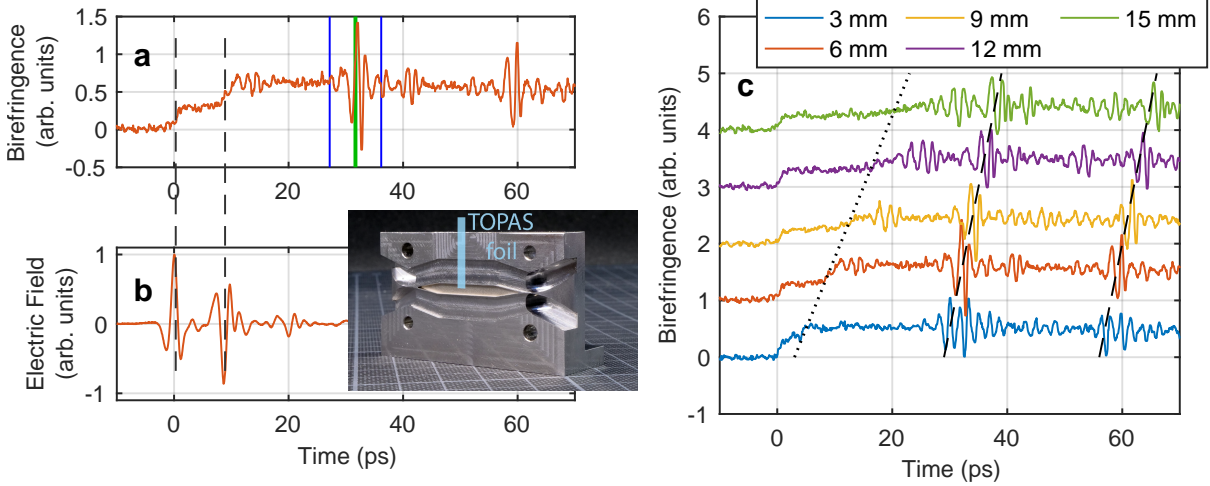 a
Birefringence
(arb. units)
1.5
1
0.5
0
-0.5
0
20
40
60
b
Electric Field
(arb. units)
1
0
-1
0
20
40
60
Time (ps)
TOPAS
foil
3 mm
9 mm
15 mm
6 mm
12 mm
c
Birefringence (arb. units)
6
5
4
3
2
1
0
-1
0
20
40
60
Time (ps)